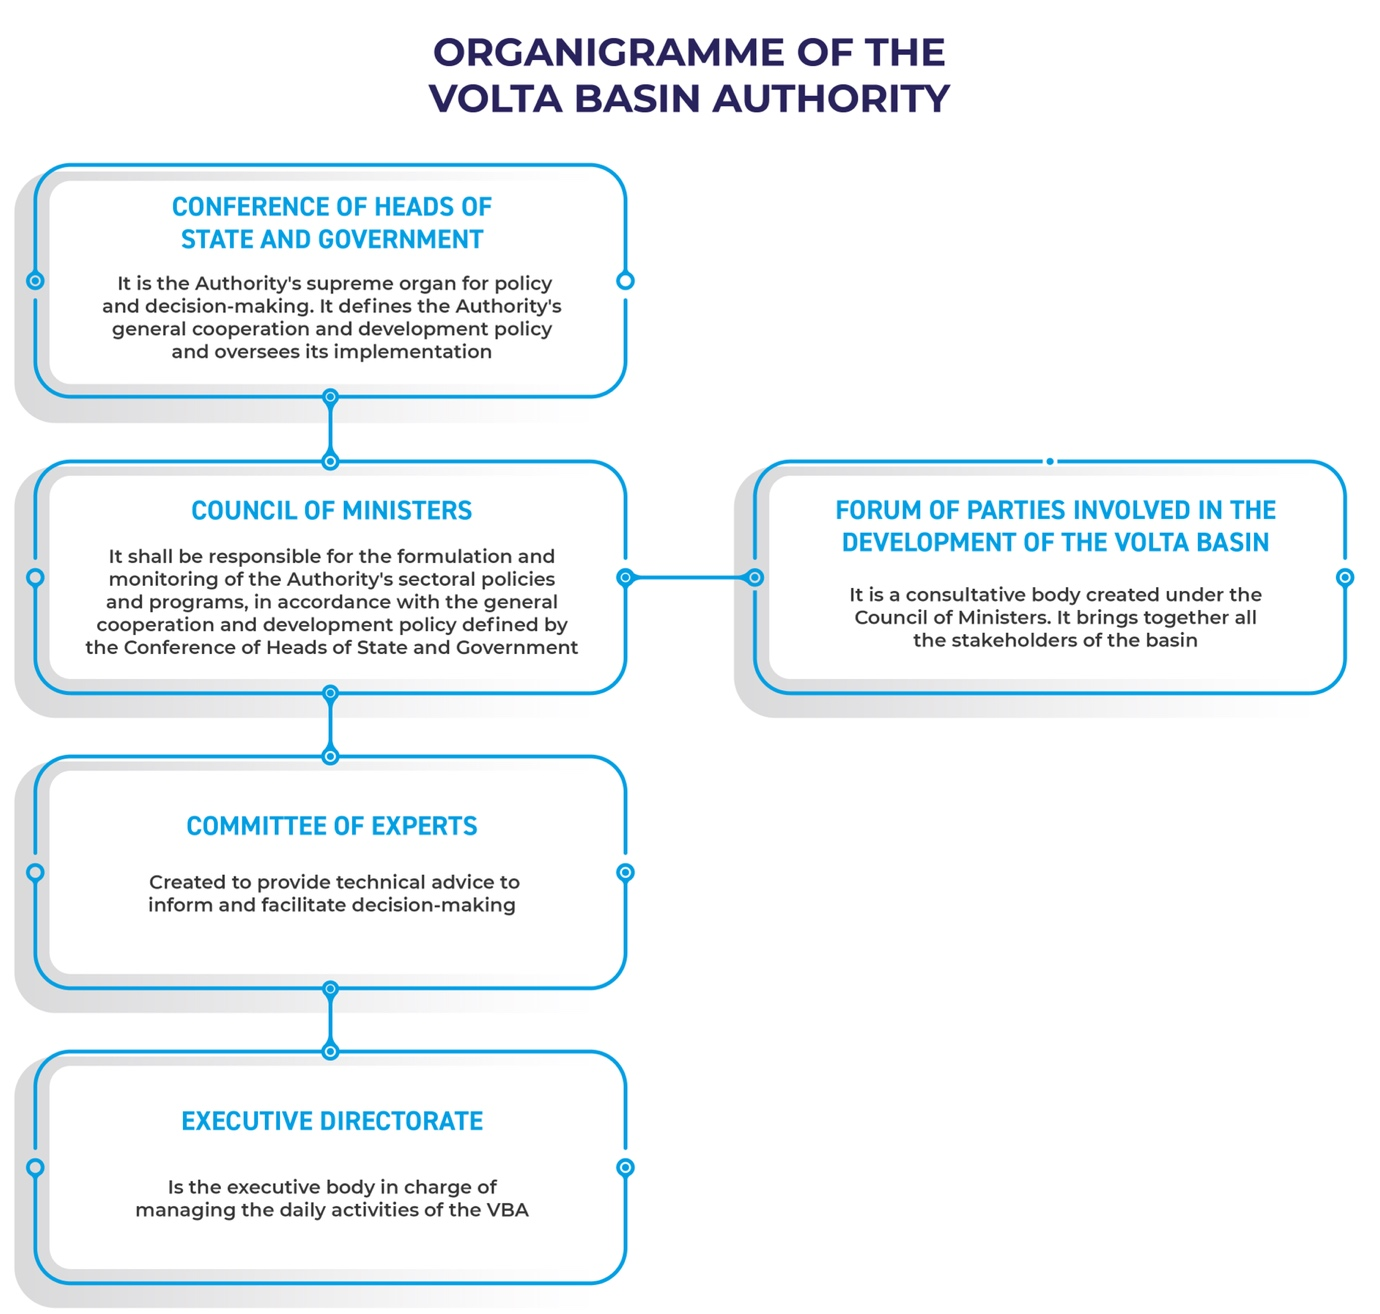 ORGANIGRAMME OF THE
VOLTA BASIN AUTHORITY
CONFERENCE OF HEADS OF
STATE AND GOVERNMENT
It is the Authority's supreme organ for policy
and decision-making. It defines the Authority's
general cooperation and development policy
and oversees its implementation
COUNCIL OF MINISTERS
It shall be responsible for the formulation and
monitoring of the Authority's sectoral policies
and programs, in accordance with the general
cooperation and development policy defined by
the Conference of Heads of State and Government
FORUM OF PARTIES INVOLVED IN THE
DEVELOPMENT OF THE VOLTA BASIN
It is a consultative body created under the
Council of Ministers. It brings together all
the stakeholders of the basin
COMMITTEE OF EXPERTS
Created to provide technical advice to
inform and facilitate decision-making
EXECUTIVE DIRECTORATE
Is the executive body in charge of
managing the daily activities of the VBA